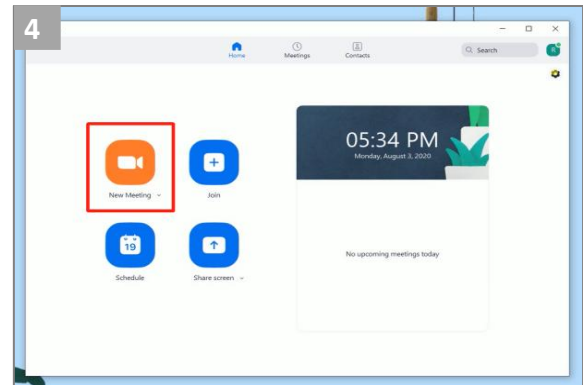 4
Home
Meetings
Contacts
Search
05:34 PM
Monday, August 3, 2020
New Meeting
Join
19
Schedule
Share screen
No upcoming meetings today